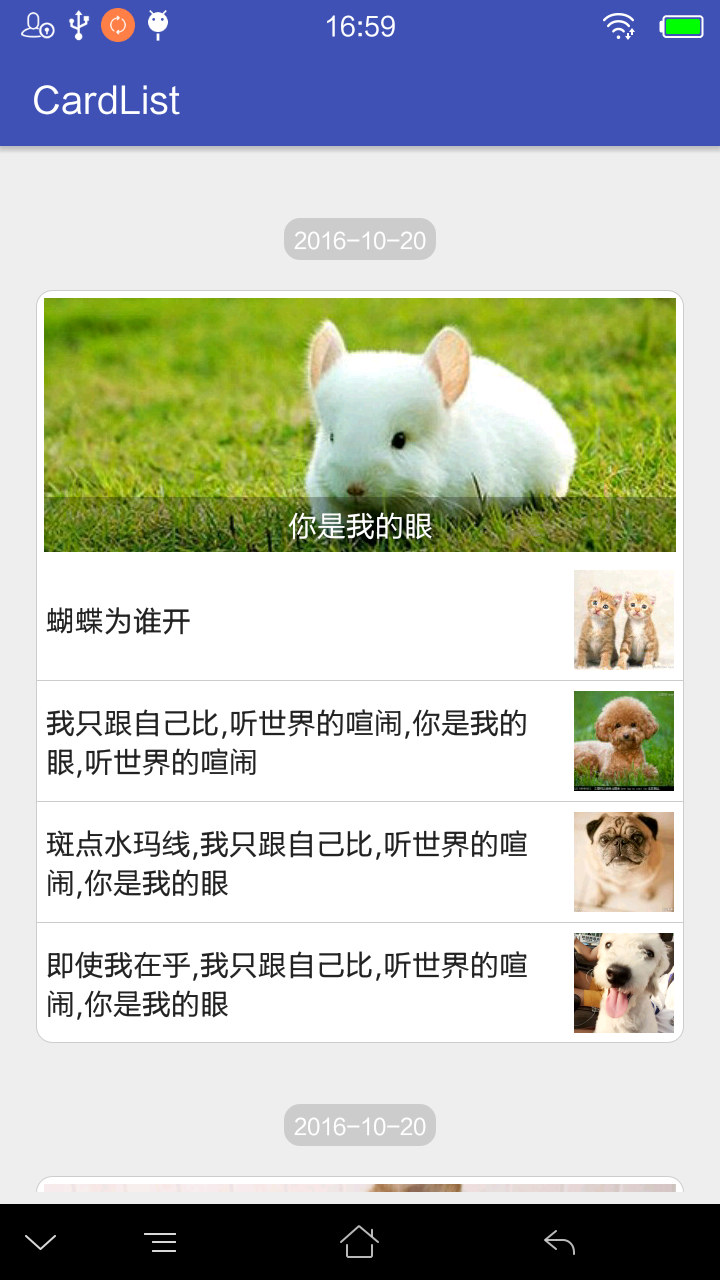 16:59
CardList
2016-10-20
你是我的眼
蝴蝶为谁开
我只跟自己比,听世界的喧闹,你是我的
眼,听世界的喧闹
斑点水玛线,我只跟自己比,听世界的喧
闹,你是我的眼
即使我在乎,我只跟自己比,听世界的喧
闹,你是我的眼
2016-10-20